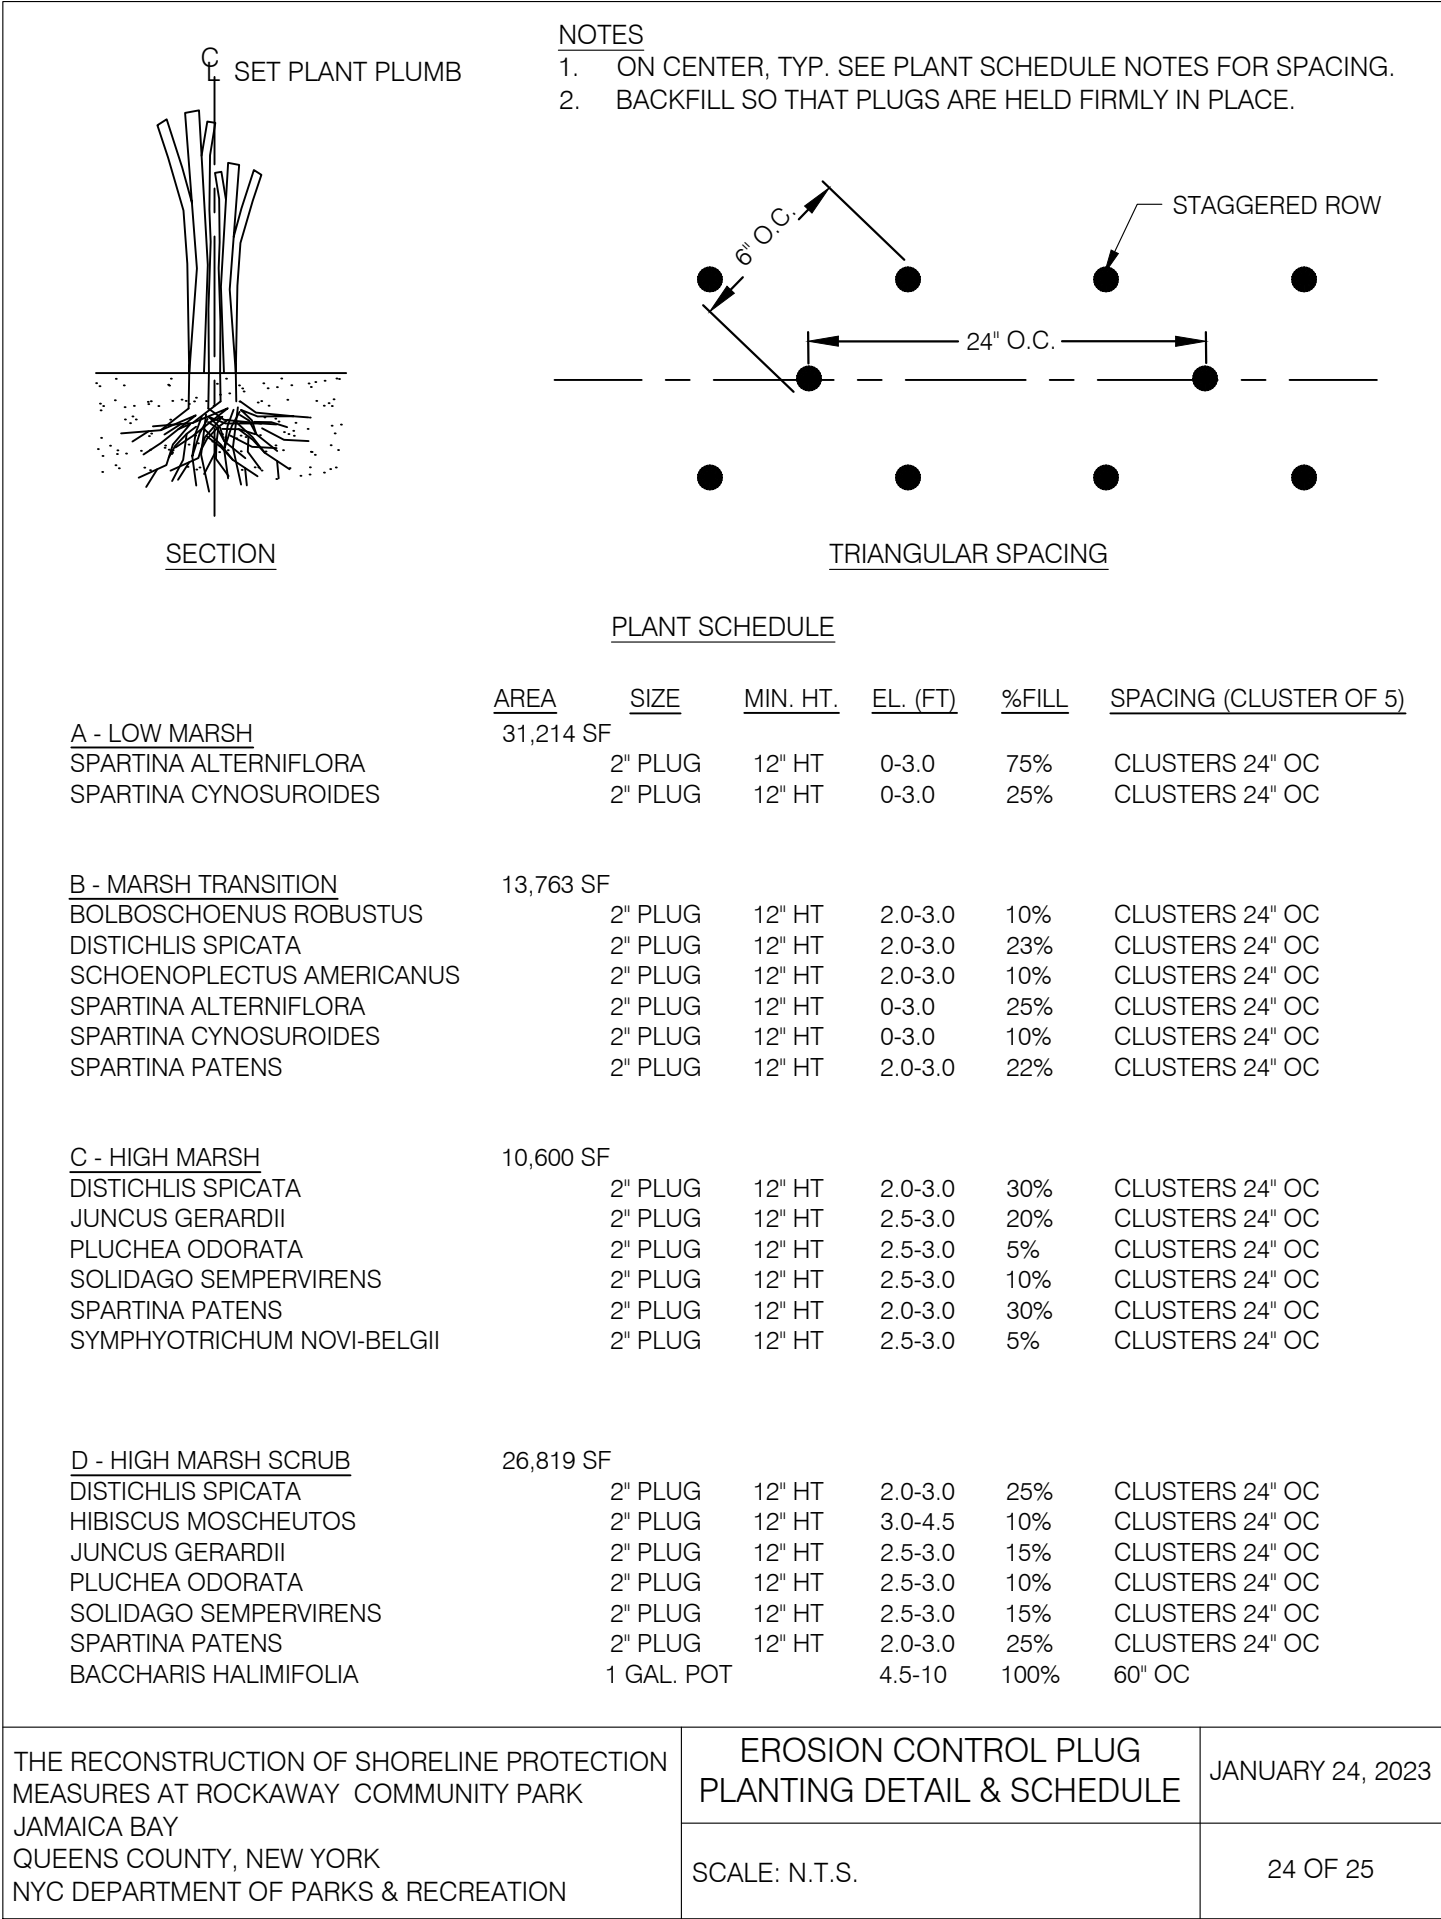 NOTES
1. ON CENTER, TYP. SEE PLANT SCHEDULE NOTES FOR SPACING.
2. BACKFILL SO THAT PLUGS ARE HELD FIRMLY IN PLACE.
CL SET PLANT PLUMB
STAGGERED ROW
6" O.C.
24" O.C.
SECTION
TRIANGULAR SPACING
PLANT SCHEDULE
AREA SIZE MIN. HT. EL. (FT) %FILL SPACING (CLUSTER OF 5)
A - LOW MARSH 31,214 SF
SPARTINA ALTERNIFLORA 2" PLUG 12" HT 0-3.0 75% CLUSTERS 24" OC
SPARTINA CYNOSUROIDES 2" PLUG 12" HT 0-3.0 25% CLUSTERS 24" OC
B - MARSH TRANSITION 13,763 SF
BOLBOSCHOENUS ROBUSTUS 2" PLUG 12" HT 2.0-3.0 10% CLUSTERS 24" OC
DISTICHLIS SPICATA 2" PLUG 12" HT 2.0-3.0 23% CLUSTERS 24" OC
SCHOENOPLECTUS AMERICANUS 2" PLUG 12" HT 2.0-3.0 10% CLUSTERS 24" OC
SPARTINA ALTERNIFLORA 2" PLUG 12" HT 0-3.0 25% CLUSTERS 24" OC
SPARTINA CYNOSUROIDES 2" PLUG 12" HT 0-3.0 10% CLUSTERS 24" OC
SPARTINA PATENS 2" PLUG 12" HT 2.0-3.0 22% CLUSTERS 24" OC
C - HIGH MARSH 10,600 SF
DISTICHLIS SPICATA 2" PLUG 12" HT 2.0-3.0 30% CLUSTERS 24" OC
JUNCUS GERARDII 2" PLUG 12" HT 2.5-3.0 20% CLUSTERS 24" OC
PLUCHEA ODORATA 2" PLUG 12" HT 2.5-3.0 5% CLUSTERS 24" OC
SOLIDAGO SEMPERVIRENS 2" PLUG 12" HT 2.5-3.0 10% CLUSTERS 24" OC
SPARTINA PATENS 2" PLUG 12" HT 2.0-3.0 30% CLUSTERS 24" OC
SYMPHYOTRICHUM NOVI-BELGII 2" PLUG 12" HT 2.5-3.0 5% CLUSTERS 24" OC
D - HIGH MARSH SCRUB 26,819 SF
DISTICHLIS SPICATA 2" PLUG 12" HT 2.0-3.0 25% CLUSTERS 24" OC
HIBISCUS MOSCHEUTOS 2" PLUG 12" HT 3.0-4.5 10% CLUSTERS 24" OC
JUNCUS GERARDII 2" PLUG 12" HT 2.5-3.0 15% CLUSTERS 24" OC
PLUCHEA ODORATA 2" PLUG 12" HT 2.5-3.0 10% CLUSTERS 24" OC
SOLIDAGO SEMPERVIRENS 2" PLUG 12" HT 2.5-3.0 15% CLUSTERS 24" OC
SPARTINA PATENS 2" PLUG 12" HT 2.0-3.0 25% CLUSTERS 24" OC
BACCHARIS HALIMIFOLIA 1 GAL. POT 4.5-10 100% 60" OC
THE RECONSTRUCTION OF SHORELINE PROTECTION
MEASURES AT ROCKAWAY COMMUNITY PARK
JAMAICA BAY
QUEENS COUNTY, NEW YORK
NYC DEPARTMENT OF PARKS & RECREATION
EROSION CONTROL PLUG
PLANTING DETAIL & SCHEDULE
SCALE: N.T.S.
JANUARY 24, 2023
24 OF 25